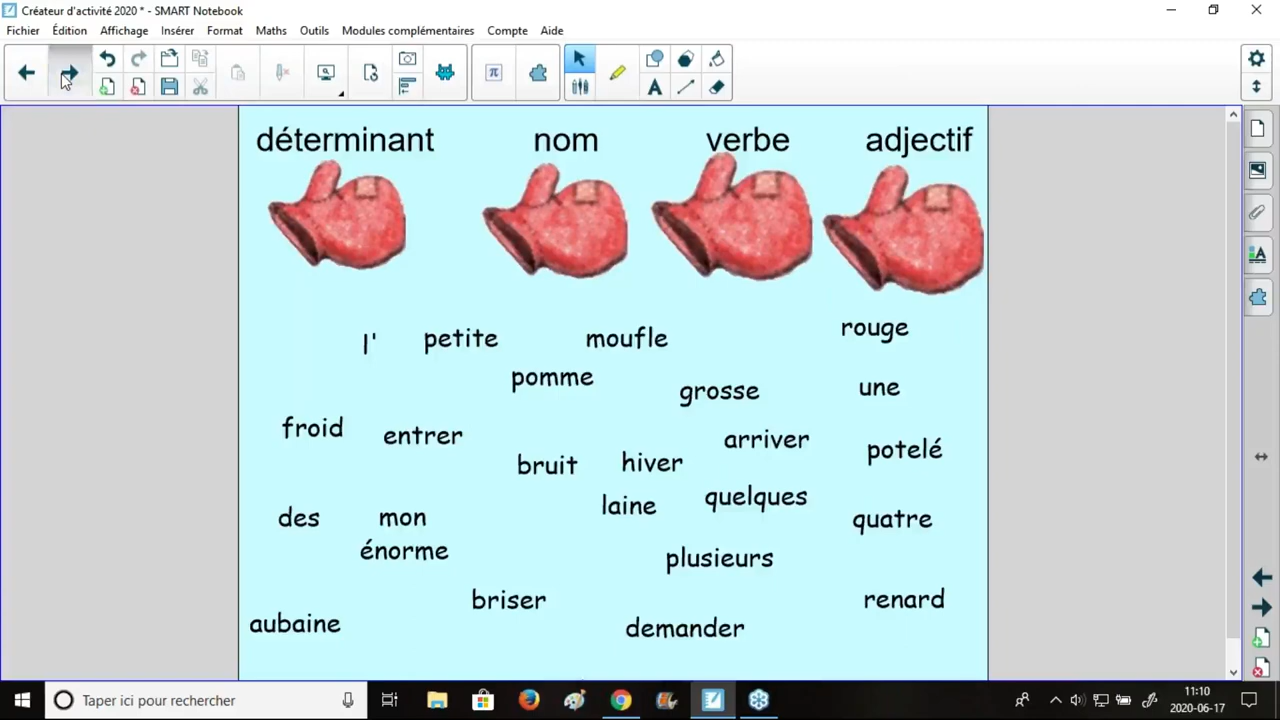 Créateur d'activité 2020 * - SMART Notebook
Fichier Édition Affichage Insérer Format Maths Outils Modules complémentaires Compte Aide
déterminant nom verbe adjectif
l' petite moufle rouge
pomme grosse une
froid entrer arriver potelé
bruit hiver
laine quelques
des mon quatre
énorme plusieurs
briser renard
aubaine demander
Taper ici pour rechercher
11:10
2020-06-17